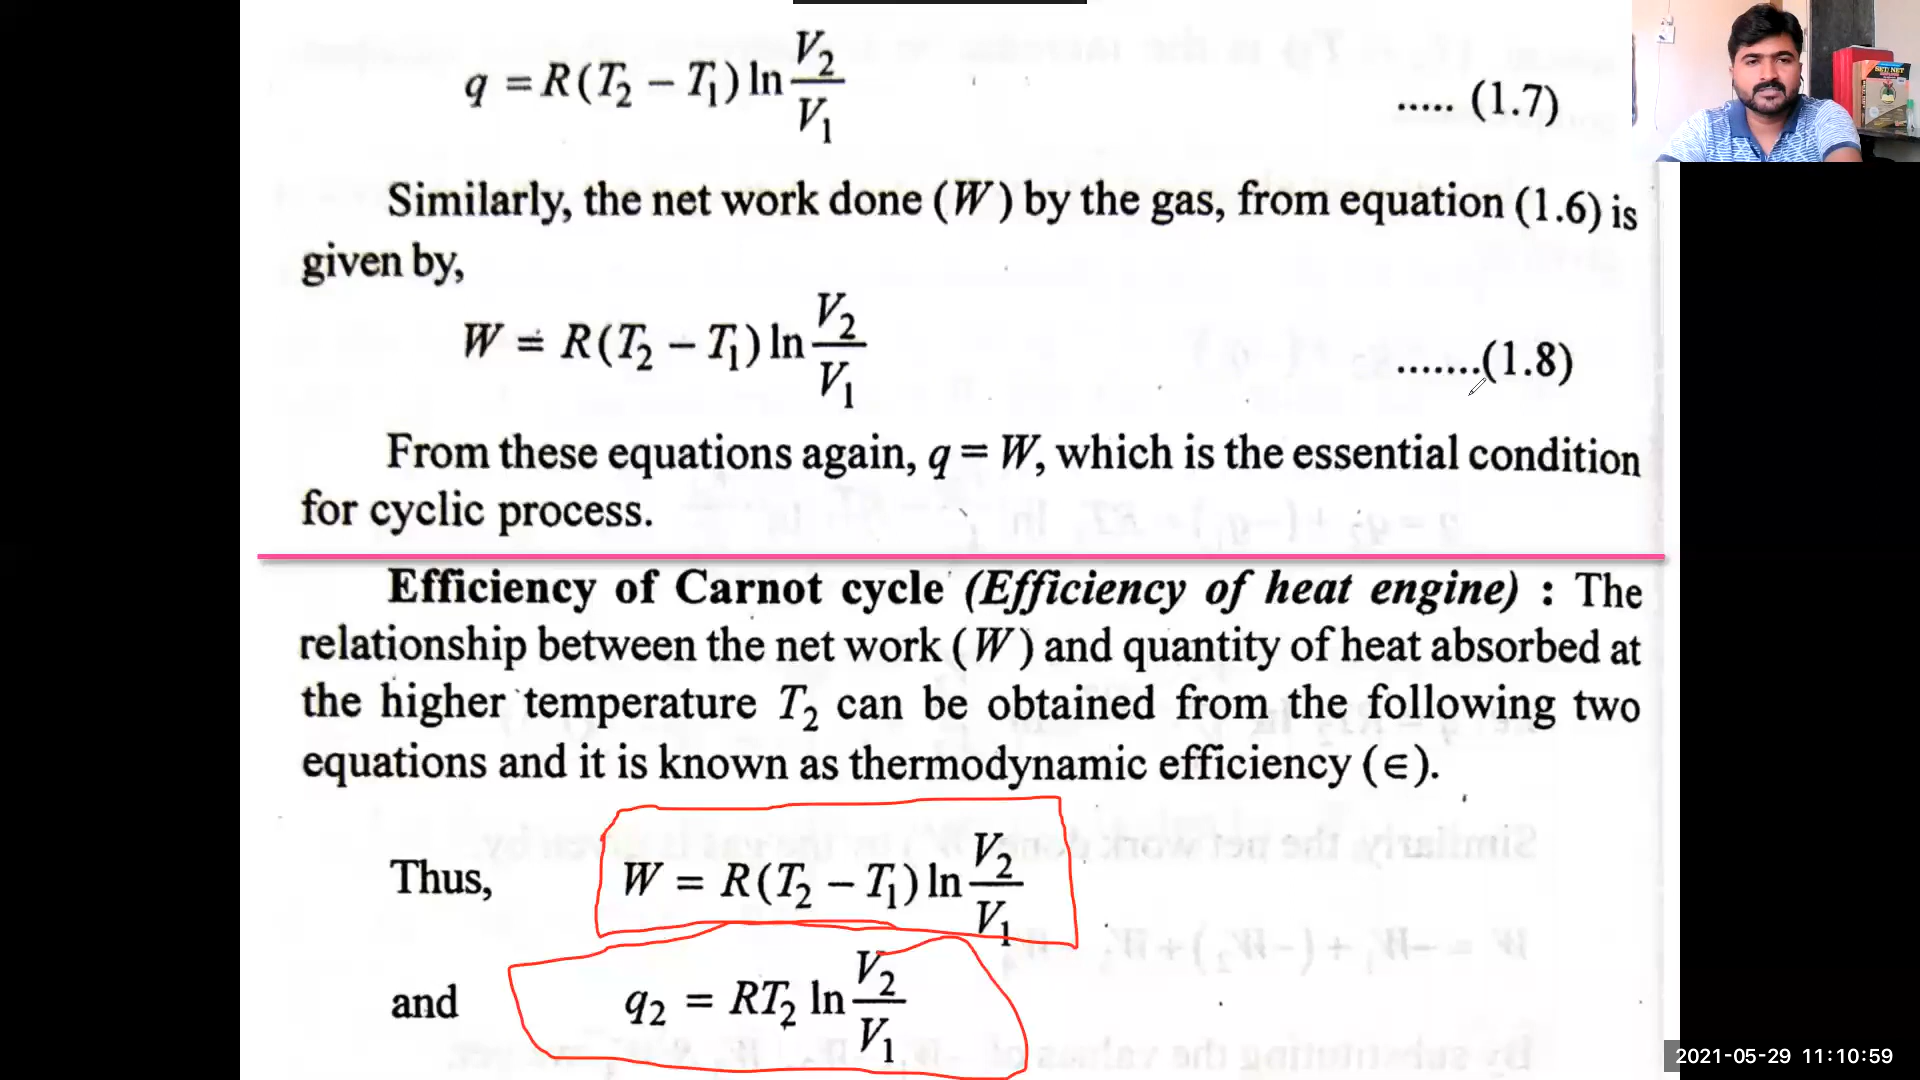 q = R(T₂ − T₁) ln V₂/V₁ ..... (1.7)
Similarly, the net work done (W) by the gas, from equation (1.6) is
given by,
W = R(T₂ − T₁) ln V₂/V₁ .......(1.8)
From these equations again, q = W, which is the essential condition
for cyclic process.
Efficiency of Carnot cycle (Efficiency of heat engine) : The
relationship between the net work (W) and quantity of heat absorbed at
the higher temperature T₂ can be obtained from the following two
equations and it is known as thermodynamic efficiency (∈).
Thus, W = R(T₂ − T₁) ln V₂/V₁
and q₂ = RT₂ ln V₂/V₁
SET/NET
2021-05-29 11:10:59